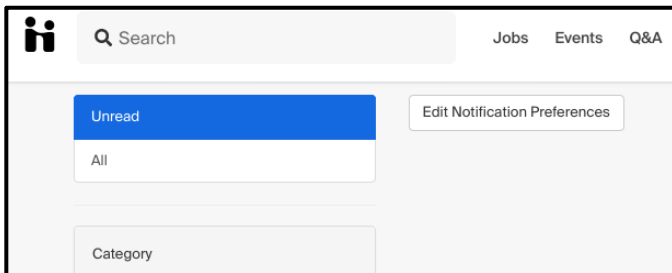 Search
Jobs Events Q&A
Unread
Edit Notification Preferences
All
Category